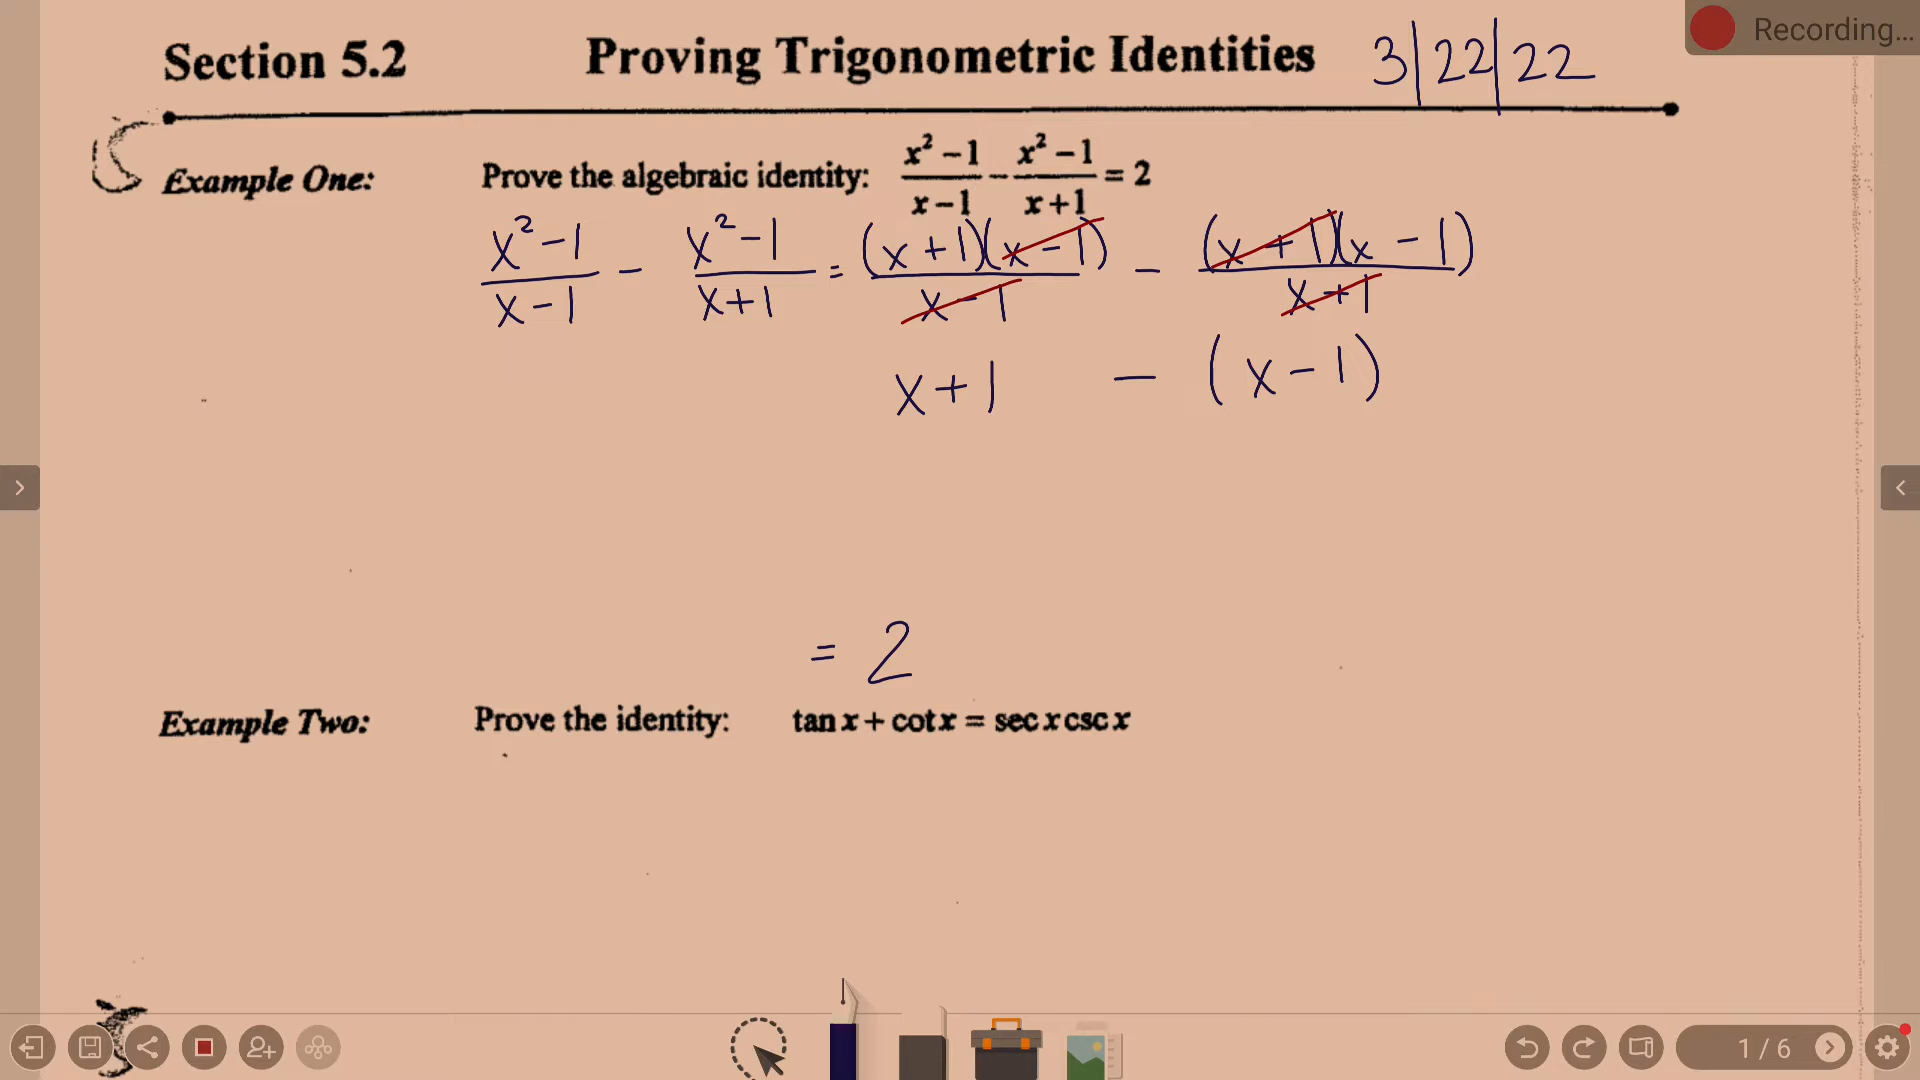 Recording...
Section 5.2 Proving Trigonometric Identities 3|22|22
Example One: Prove the algebraic identity: (x² − 1)/(x − 1) − (x² − 1)/(x + 1) = 2
(x² − 1)/(x − 1) − (x² − 1)/(x + 1) = ((x + 1)(x − 1))/(x − 1) − ((x + 1)(x − 1))/(x + 1)
x + 1 − (x − 1)
= 2
Example Two: Prove the identity: tan x + cot x = sec x csc x
1 / 6